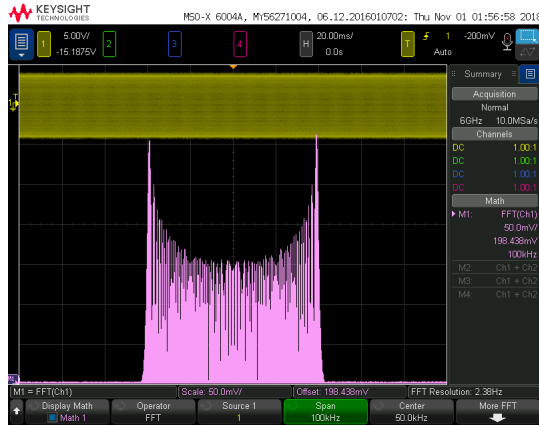 KEYSIGHT
TECHNOLOGIES
MSO-X 6004A, MY56271004, 06.12.2016010702: Thu Nov 01 01:56:58 2018
1 5.00V/ 2 3 4 H 20.00ms/ T 1 -200mV
-15.1875V 0.0s Auto
Summary
Acquisition
Normal
6GHz 10.0MSa/s
Channels
DC 1.00:1
DC 1.00:1
DC 1.00:1
DC 1.00:1
Math
M1: FFT(Ch1)
50.0mV/
198.438mV
100kHz
M2: Ch1 + Ch2
M3: Ch1 + Ch2
M4: Ch1 + Ch2
M1 = FFT(Ch1) Scale: 50.0mV/ Offset: 198.438mV FFT Resolution: 2.38Hz
Display Math Operator Source 1 Span Center More FFT
Math 1 FFT 1 100kHz 50.0kHz